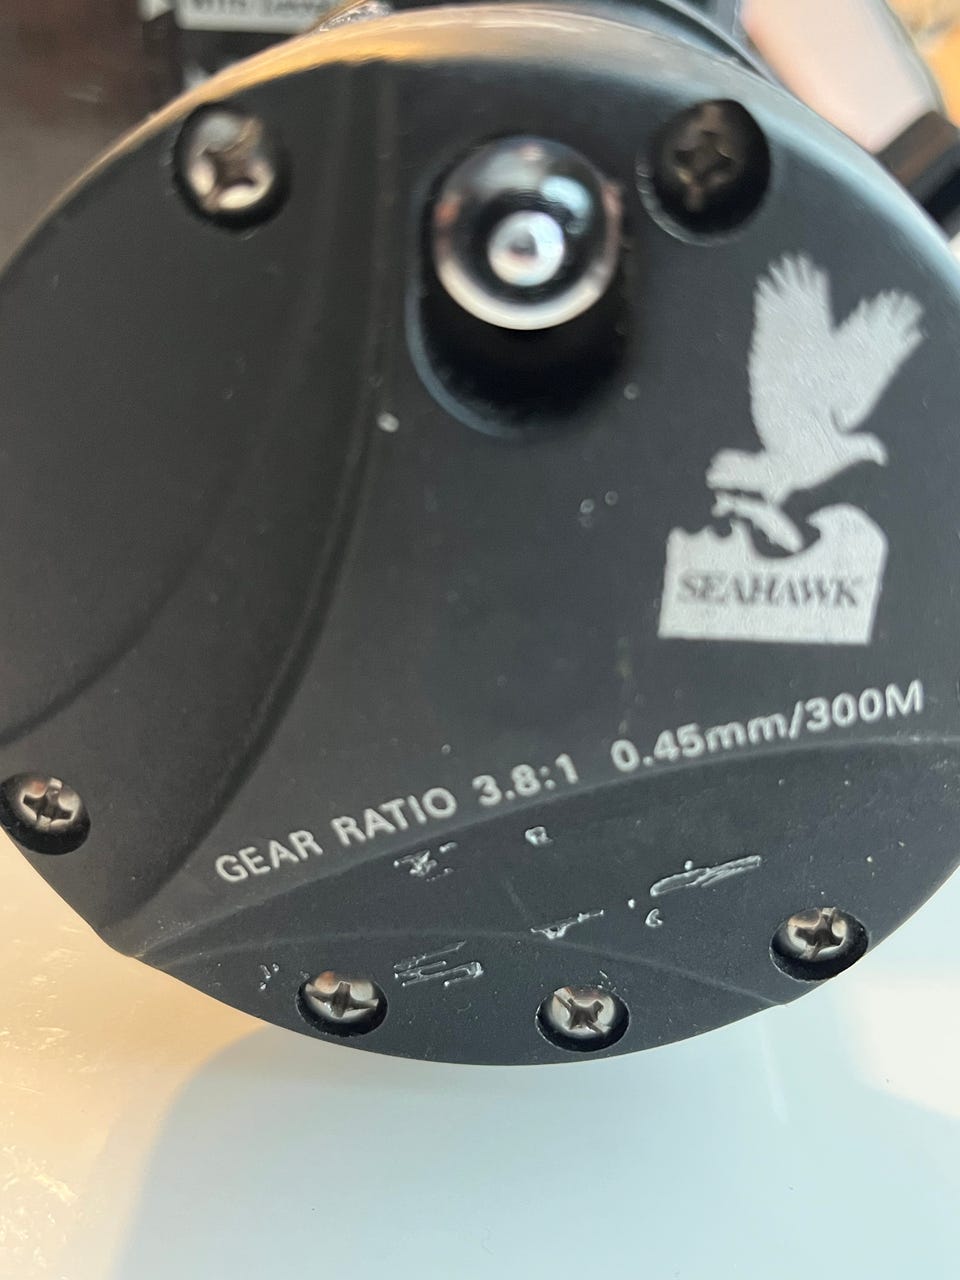 SEAHAWK
GEAR RATIO 3.8:1 0.45mm/300M